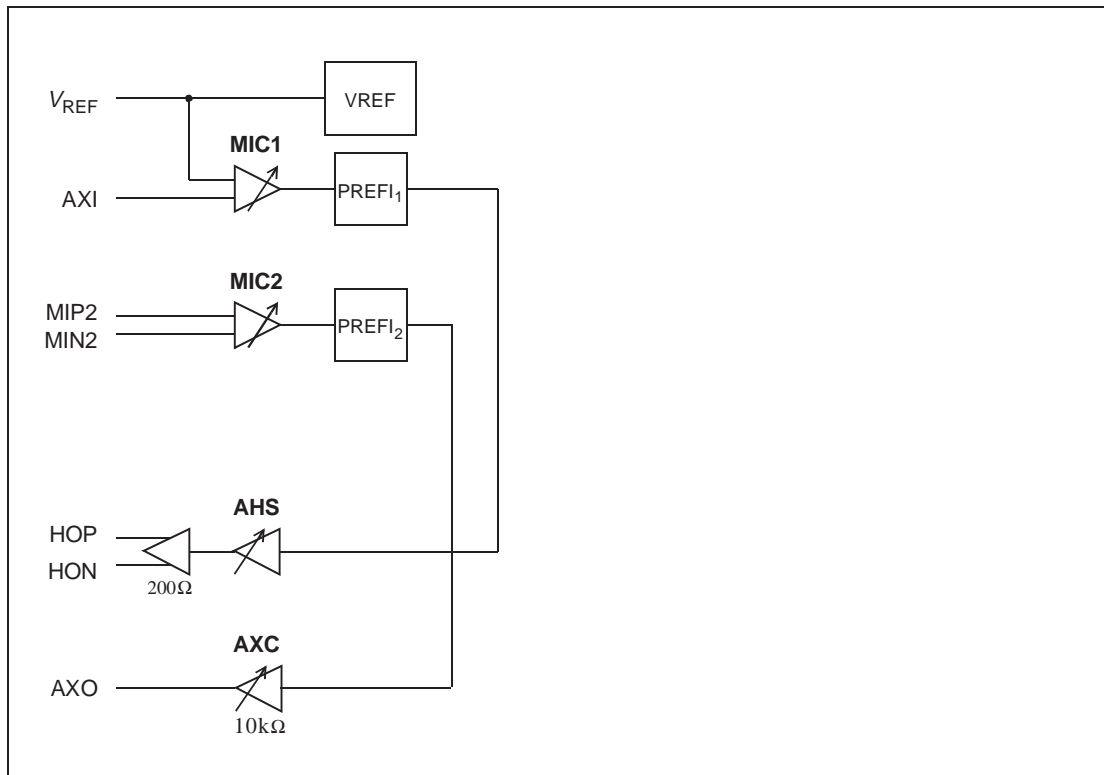 VREF VREF
MIC1
AXI PREFI1
MIC2
MIP2 PREFI2
MIN2
AHS
HOP
HON
200Ω
AXC
AXO
10kΩ